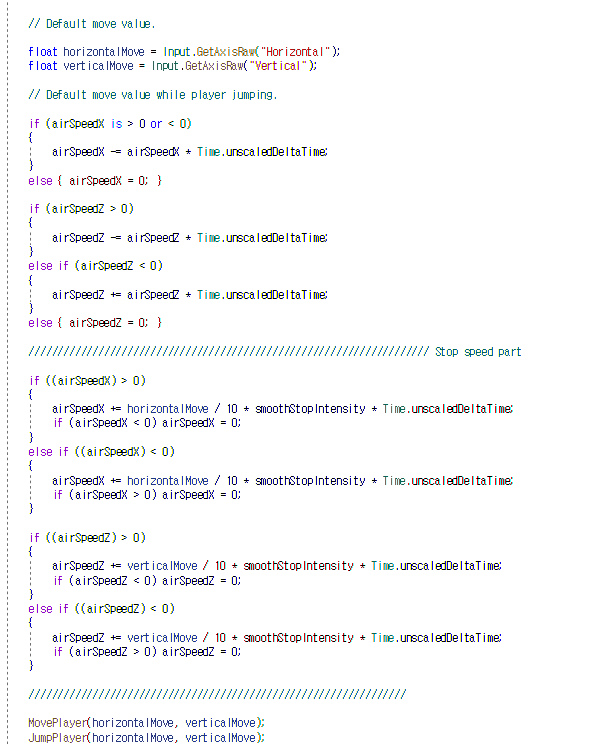 // Default move value.
float horizontalMove = Input.GetAxisRaw("Horizontal");
float verticalMove = Input.GetAxisRaw("Vertical");
// Default move value while player jumping.
if (airSpeedX is > 0 or < 0)
{
airSpeedX -= airSpeedX * Time.unscaledDeltaTime;
}
else { airSpeedX = 0; }
if (airSpeedZ > 0)
{
airSpeedZ -= airSpeedZ * Time.unscaledDeltaTime;
}
else if (airSpeedZ < 0)
{
airSpeedZ += airSpeedZ * Time.unscaledDeltaTime;
}
else { airSpeedZ = 0; }
//////////////////////////////////////////////////////////////////// Stop speed part
if ((airSpeedX) > 0)
{
airSpeedX += horizontalMove / 10 * smoothStopIntensity * Time.unscaledDeltaTime;
if (airSpeedX < 0) airSpeedX = 0;
}
else if ((airSpeedX) < 0)
{
airSpeedX += horizontalMove / 10 * smoothStopIntensity * Time.unscaledDeltaTime;
if (airSpeedX > 0) airSpeedX = 0;
}
if ((airSpeedZ) > 0)
{
airSpeedZ += verticalMove / 10 * smoothStopIntensity * Time.unscaledDeltaTime;
if (airSpeedZ < 0) airSpeedZ = 0;
}
else if ((airSpeedZ) < 0)
{
airSpeedZ += verticalMove / 10 * smoothStopIntensity * Time.unscaledDeltaTime;
if (airSpeedZ > 0) airSpeedZ = 0;
}
////////////////////////////////////////////////////////////////
MovePlayer(horizontalMove, verticalMove);
JumpPlayer(horizontalMove, verticalMove);